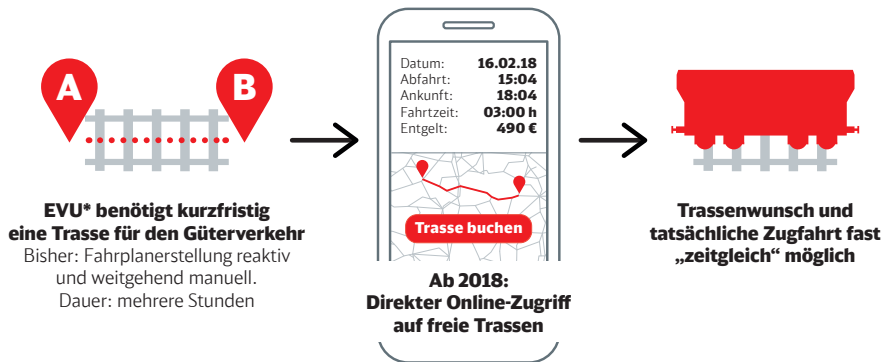 A
B
EVU* benötigt kurzfristig
eine Trasse für den Güterverkehr
Bisher: Fahrplanerstellung reaktiv
und weitgehend manuell.
Dauer: mehrere Stunden
Datum: 16.02.18
Abfahrt: 15:04
Ankunft: 18:04
Fahrtzeit: 03:00 h
Entgelt: 490 €
Trasse buchen
Ab 2018:
Direkter Online-Zugriff
auf freie Trassen
Trassenwunsch und
tatsächliche Zugfahrt fast
„zeitgleich“ möglich